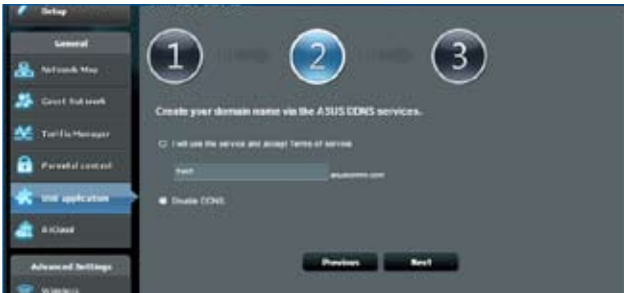 Setup
General
Network Map
Guest Network
Traffic Manager
Parental control
USB application
AiCloud
Advanced Settings
Wireless
1
2
3
Create your domain name via the ASUS DDNS services.
I will use the service and accept Terms of service
.asuscomm.com
Disable DDNS
Previous
Next